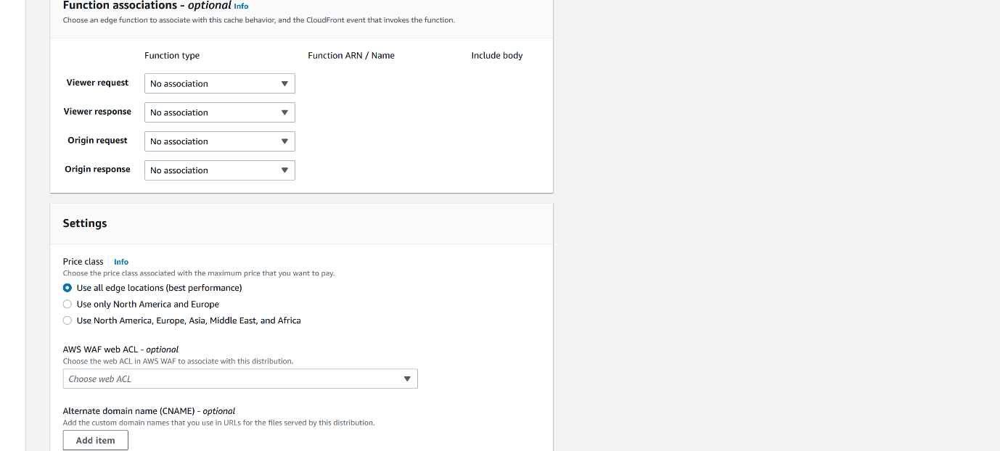 Function associations - optional Info
Choose an edge function to associate with this cache behavior, and the CloudFront event that invokes the function.
Function type Function ARN / Name Include body
Viewer request No association
Viewer response No association
Origin request No association
Origin response No association
Settings
Price class Info
Choose the price class associated with the maximum price that you want to pay.
Use all edge locations (best performance)
Use only North America and Europe
Use North America, Europe, Asia, Middle East, and Africa
AWS WAF web ACL - optional
Choose the web ACL in AWS WAF to associate with this distribution.
Choose web ACL
Alternate domain name (CNAME) - optional
Add the custom domain names that you use in URLs for the files served by this distribution.
Add item